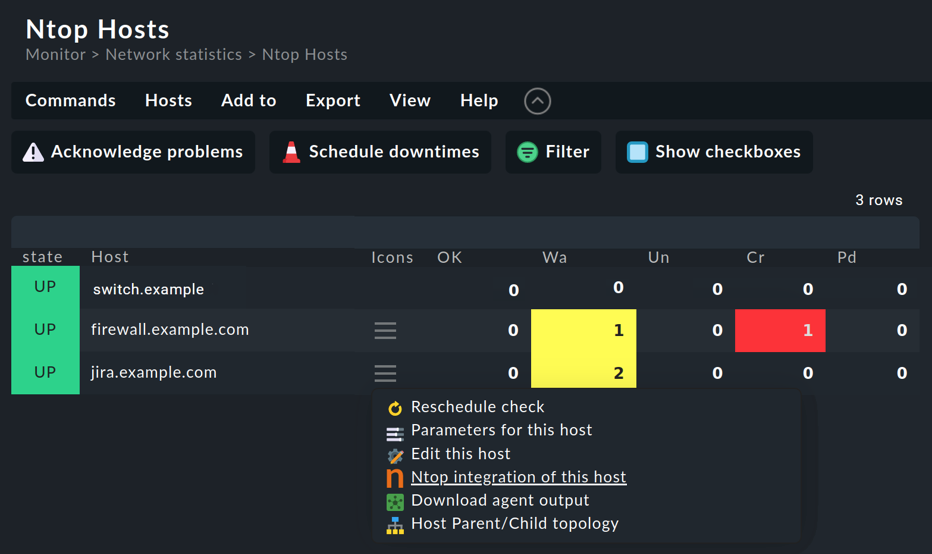 Ntop Hosts
Monitor > Network statistics > Ntop Hosts
Commands Hosts Add to Export View Help
Acknowledge problems Schedule downtimes Filter Show checkboxes
3 rows
state Host Icons OK Wa Un Cr Pd
UP switch.example 0 0 0 0 0
UP firewall.example.com 0 1 0 1 0
UP jira.example.com 0 2 0 0 0
Reschedule check
Parameters for this host
Edit this host
n Ntop integration of this host
Download agent output
Host Parent/Child topology